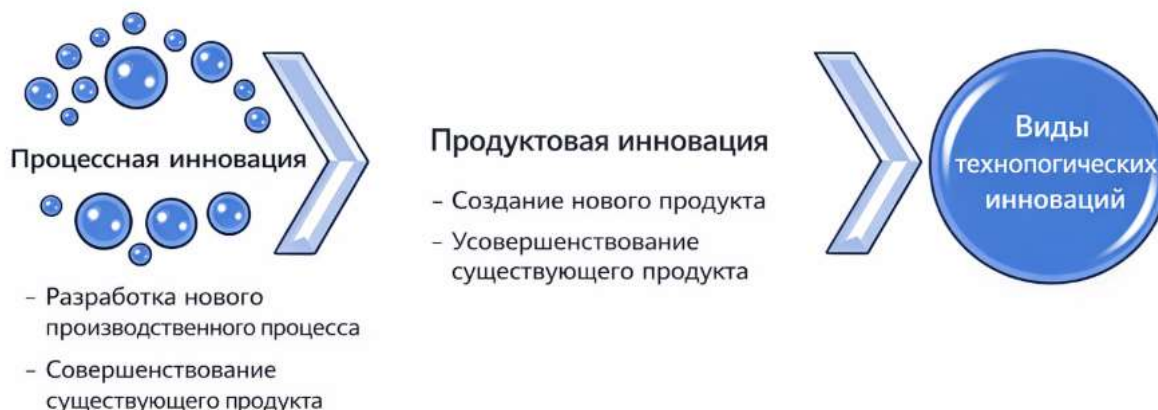 Процессная инновация
- Разработка нового
производственного процесса
- Совершенствование
существующего продукта
Продуктовая инновация
- Создание нового продукта
- Усовершенствование
существующего продукта
Виды
технопогических
инноваций